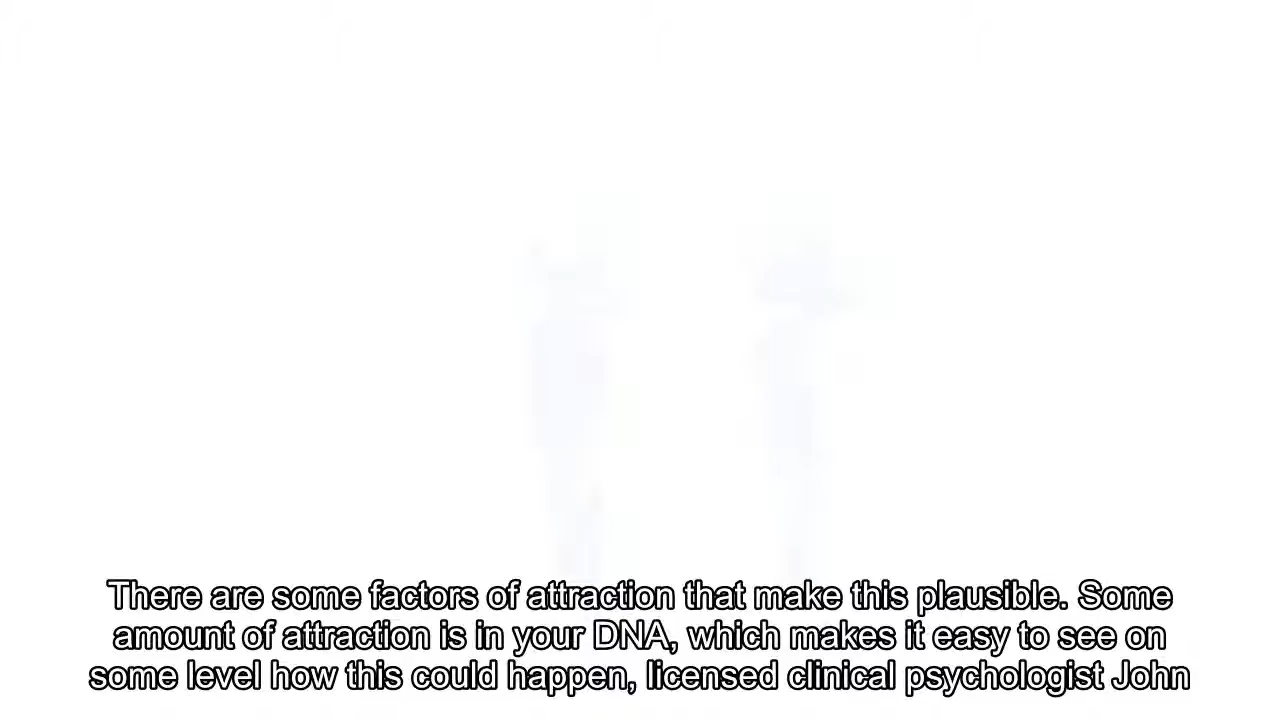 There are some factors of attraction that make this plausible. Some
amount of attraction is in your DNA, which makes it easy to see on
some level how this could happen, licensed clinical psychologist John